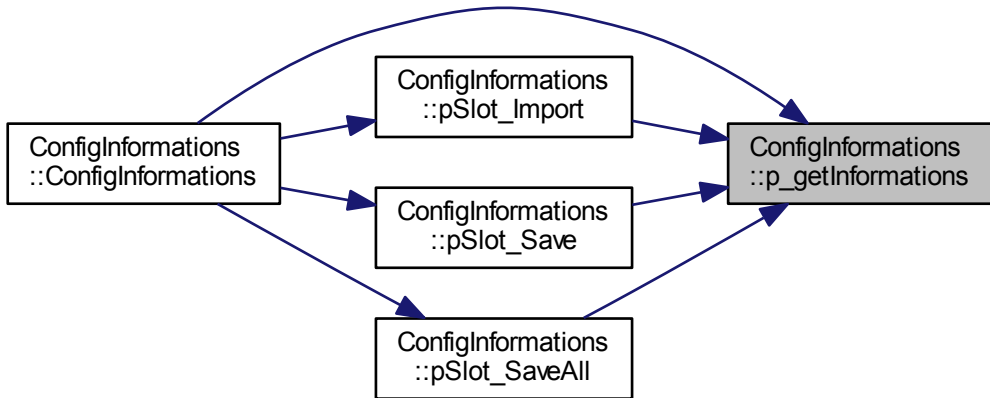 ConfigInformations
::pSlot_Import
ConfigInformations
::ConfigInformations
ConfigInformations
::p_getInformations
ConfigInformations
::pSlot_Save
ConfigInformations
::pSlot_SaveAll